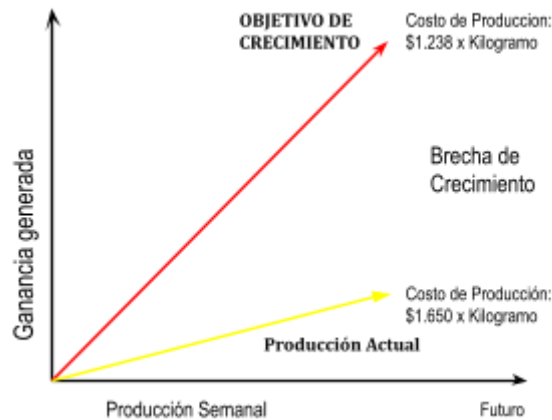 OBJETIVO DE
CRECIMIENTO
Costo de Produccion:
$1.238 x Kilogramo
Brecha de
Crecimiento
Ganancia generada
Costo de Producción:
$1.650 x Kilogramo
Producción Actual
Producción Semanal
Futuro